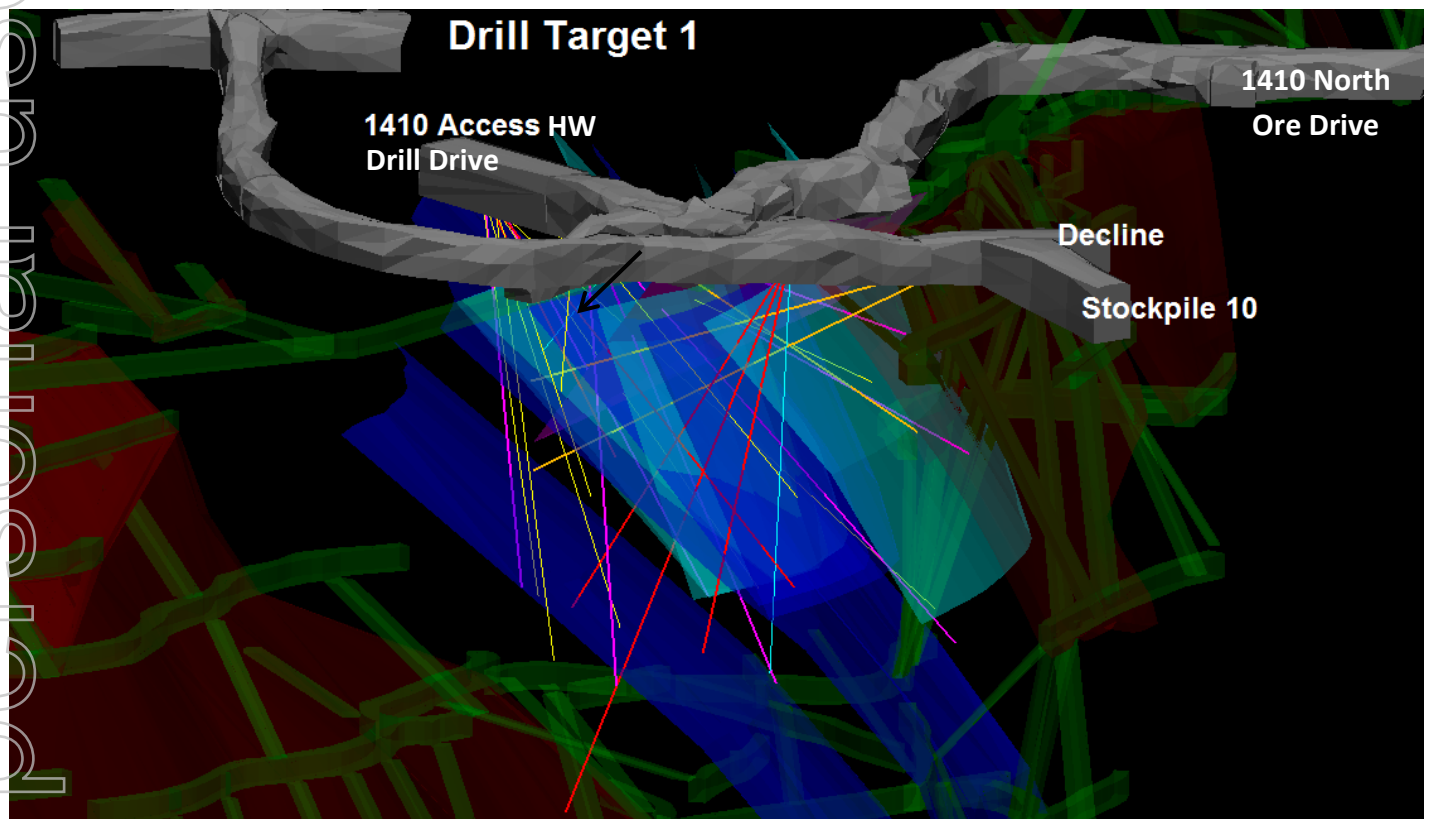 Drill Target 1
1410 Access HW
Drill Drive
1410 North
Ore Drive
Decline
Stockpile 10